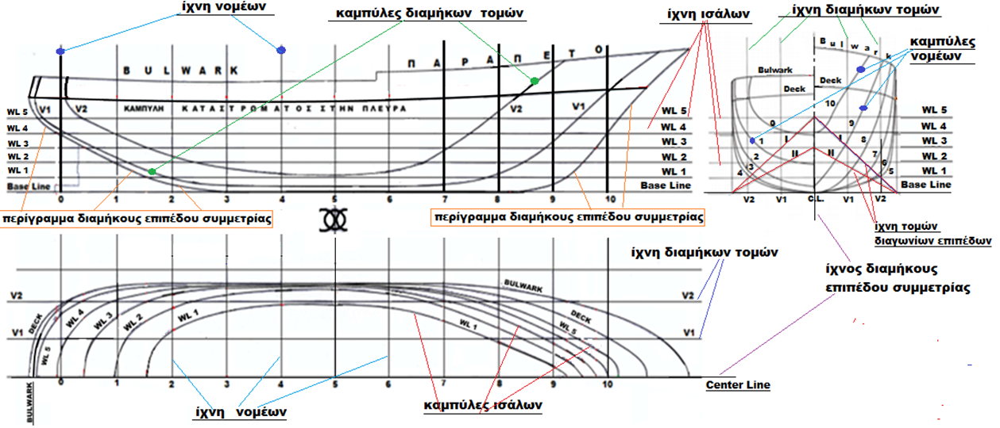 ίχνη νομέων
καμπύλες διαμήκων τομών
ίχνη ισάλων
ίχνη διαμήκων τομών
καμπύλες
νομέων
BULWARK
ΠΑΡΑΠΕΤΟ
Bulwark
Bulwark
Deck
Deck
V1 V2 ΚΑΜΠΥΛΗ ΚΑΤΑΣΤΡΩΜΑΤΟΣ ΣΤΗΝ ΠΛΕΥΡΑ V2 V1
10
WL 5 WL 5 WL 5
WL 4 WL 4 0 9 WL 4
WL 3 WL 3 1 I I 8 WL 3
WL 2 WL 2 2 II II 7 WL 2
WL 1 WL 1 4 3 6 5 WL 1
Base Line Base Line Base Line
0 1 2 3 4 5 6 7 8 9 10
V2 V1 C.L. V1 V2
περίγραμμα διαμήκους επιπέδου συμμετρίας
περίγραμμα διαμήκους επιπέδου συμμετρίας
ίχνη τομών
διαγωνίων επιπέδων
ίχνη διαμήκων τομών
ίχνος διαμήκους
επιπέδου συμμετρίας
BULWARK
V2 V2
DECK WL 4 WL 3 WL 2 WL 1 DECK
V1 WL 5 WL 1 WL 5 V1
0 1 2 3 4 5 6 7 8 9 10
Center Line
BULWARK
ίχνη νομέων
καμπύλες ισάλων